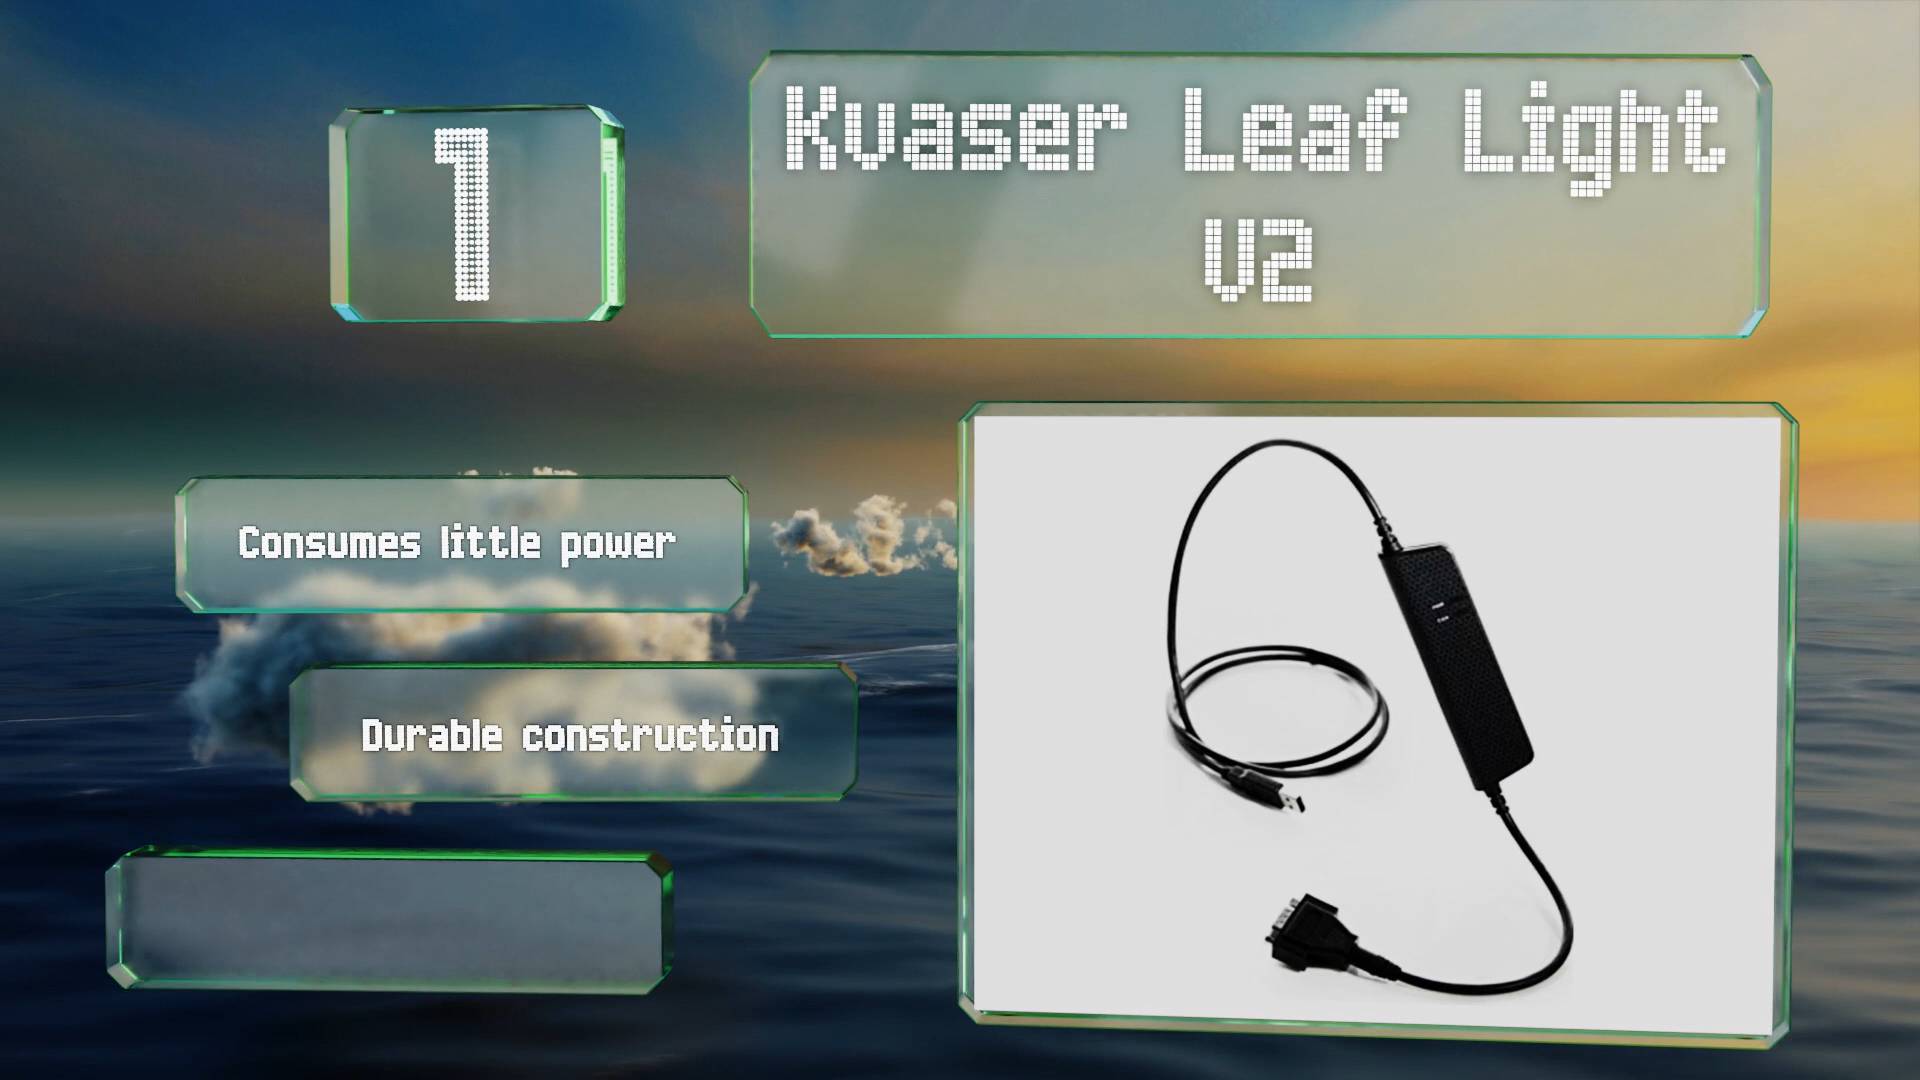 1
Kvaser Leaf Light
V2
Consumes little power
Durable construction